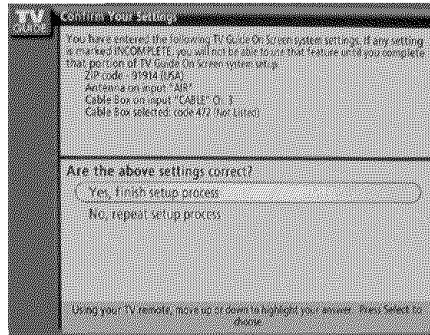 TV
GUIDE
Confirm Your Settings
You have entered the following TV Guide On Screen system settings. If any setting
is marked INCOMPLETE, you will not be able to use that feature until you complete
that portion of TV Guide On Screen system setup.
ZIP code - 91914 (USA)
Antenna on input "AIR"
Cable Box on input "CABLE" Ch. 3
Cable Box selected: code 472 (Not Listed)
Are the above settings correct?
Yes, finish setup process
No, repeat setup process
Using your TV remote, move up or down to highlight your answer. Press Select to
choose.